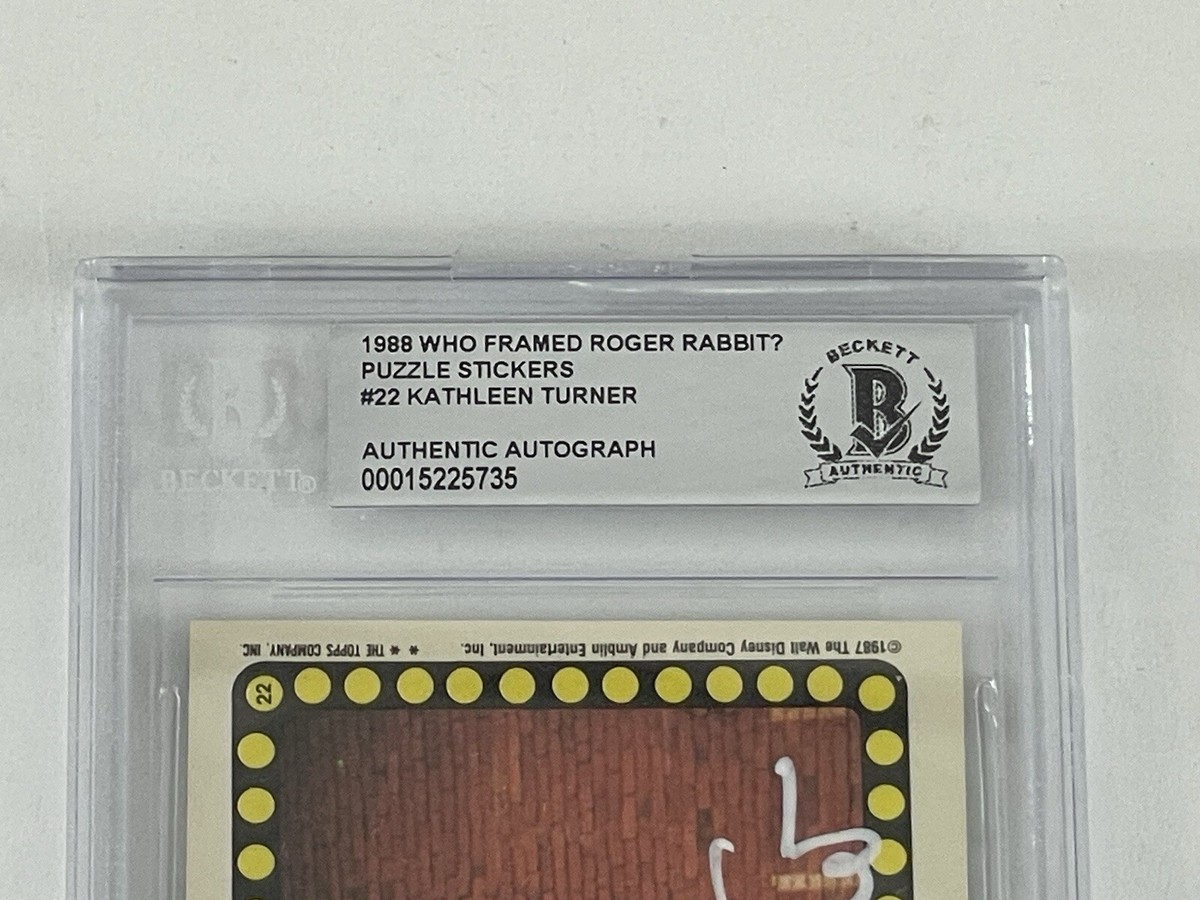 1988 WHO FRAMED ROGER RABBIT?
PUZZLE STICKERS
#22 KATHLEEN TURNER
AUTHENTIC AUTOGRAPH
00015225735
BECKETT
B
AUTHENTIC
BECKETT®
©1987 The Walt Disney Company and Amblin Entertainment, Inc. * * THE TOPPS COMPANY, INC.
22